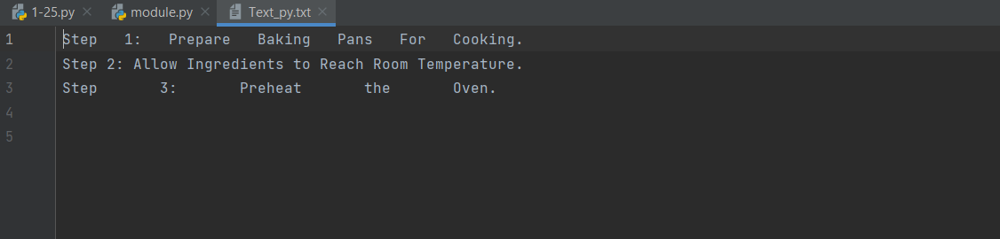 1-25.py module.py Text_py.txt
1 Step   1:   Prepare   Baking   Pans   For   Cooking.
2 Step 2: Allow Ingredients to Reach Room Temperature.
3 Step       3:       Preheat       the       Oven.
4
5